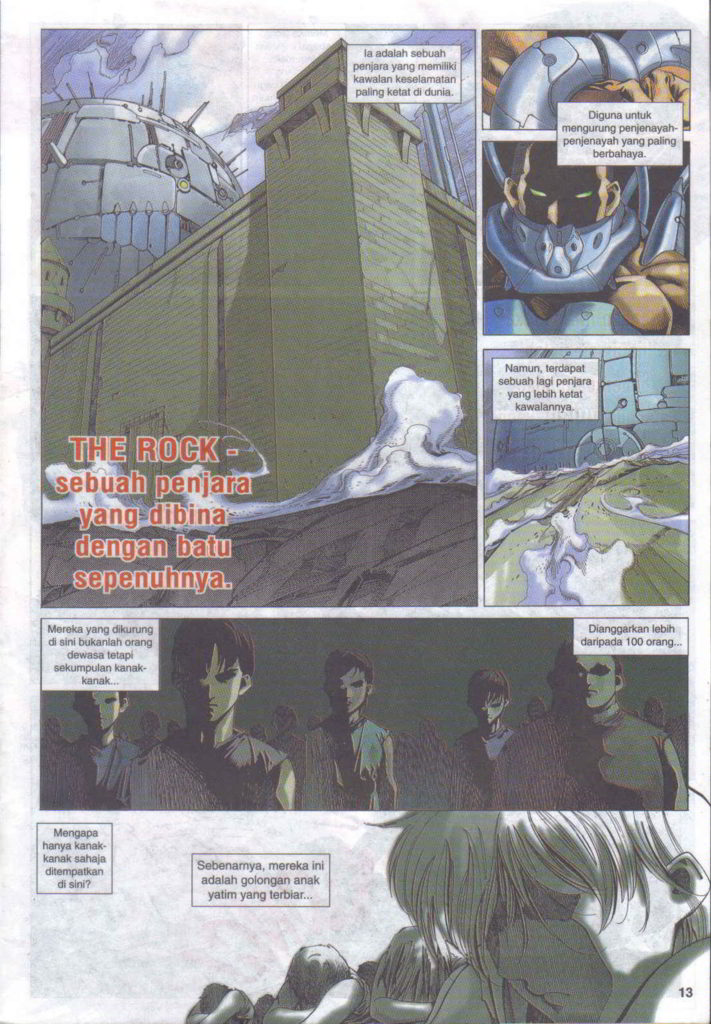 Ia adalah sebuah
penjara yang memiliki
kawalan keselamatan
paling ketat di dunia.
THE ROCK -
sebuah penjara
yang dibina
dengan batu
sepenuhnya.
Diguna untuk
mengurung penjenayah-
penjenayah yang paling
berbahaya.
Namun, terdapat
sebuah lagi penjara
yang lebih ketat
kawalannya.
Mereka yang dikurung
di sini bukanlah orang
dewasa tetapi
sekumpulan kanak-
kanak...
Dianggarkan lebih
daripada 100 orang...
Mengapa
hanya kanak-
kanak sahaja
ditempatkan
di sini?
Sebenarnya, mereka ini
adalah golongan anak
yatim yang terbiar...
13